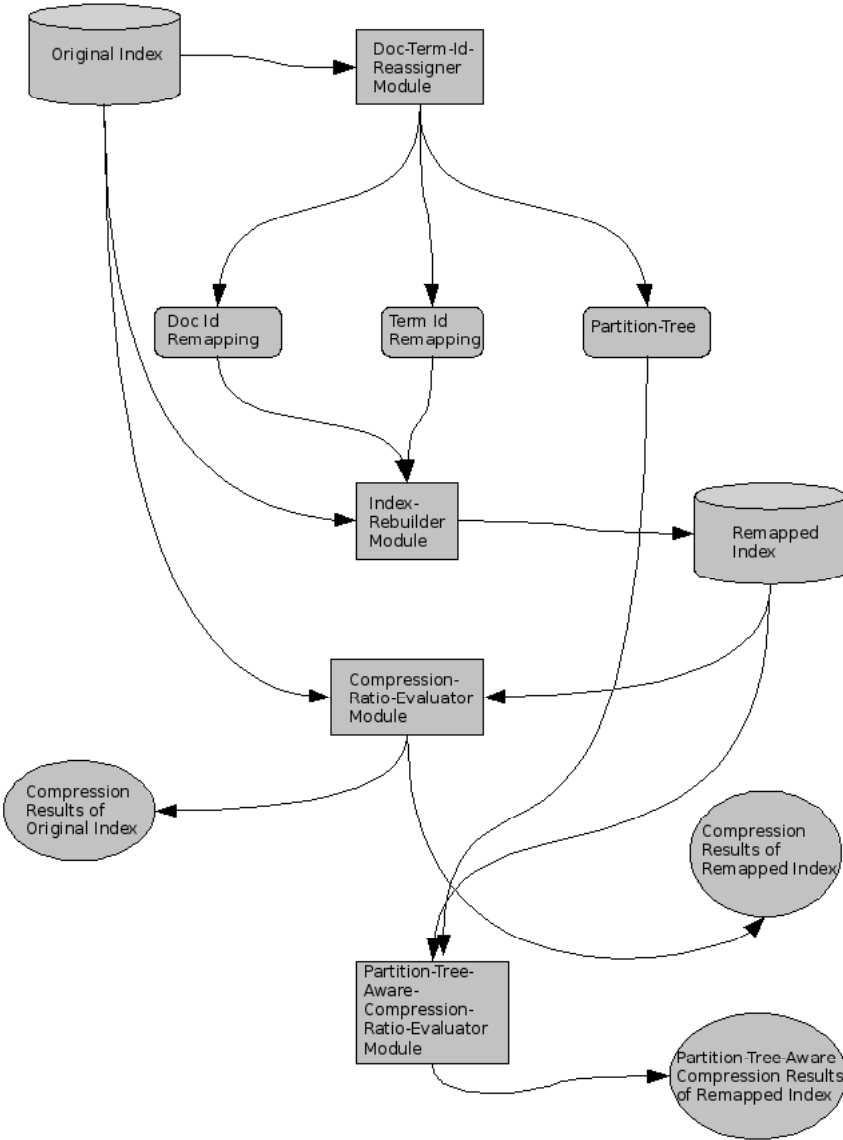 Original Index
Doc-Term-Id-
Reassigner
Module
Doc Id
Remapping
Term Id
Remapping
Partition-Tree
Index-
Rebuilder
Module
Remapped
Index
Compression-
Ratio-Evaluator
Module
Compression
Results of
Original Index
Compression
Results of
Remapped Index
Partition-Tree-
Aware-
Compression-
Ratio-Evaluator
Module
Partition-Tree-Aware
Compression Results
of Remapped Index